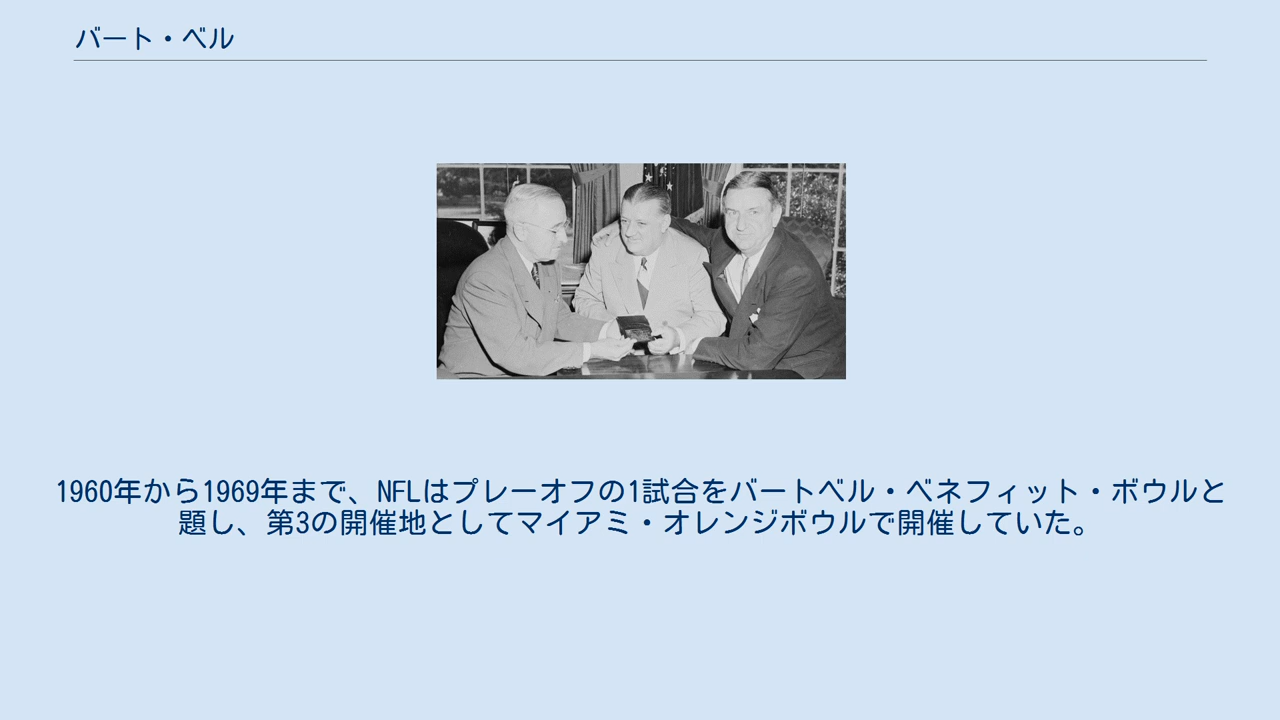 バート・ベル
1960年から1969年まで、NFLはプレーオフの1試合をバートベル・ベネフィット・ボウルと
題し、第3の開催地としてマイアミ・オレンジボウルで開催していた。